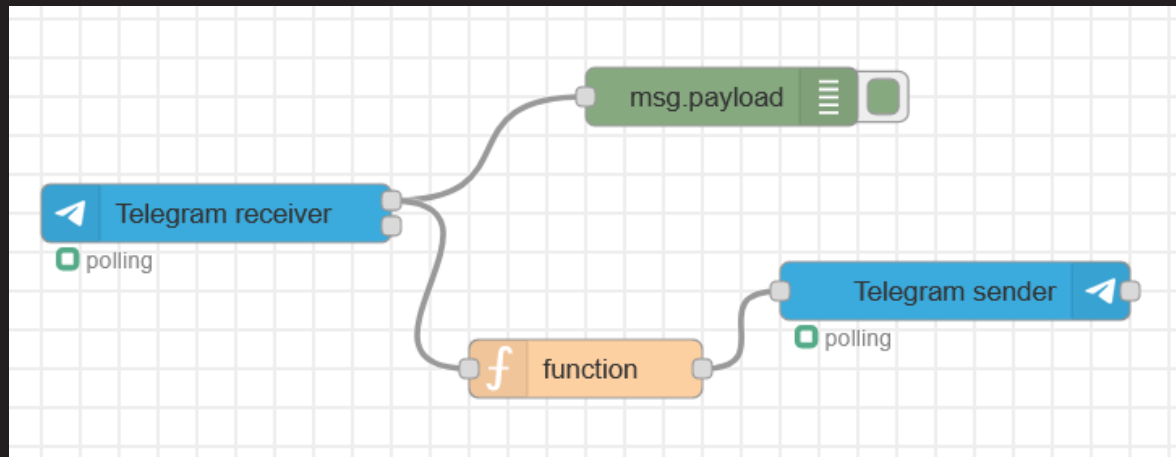 msg.payload
Telegram receiver
polling
Telegram sender
polling
function